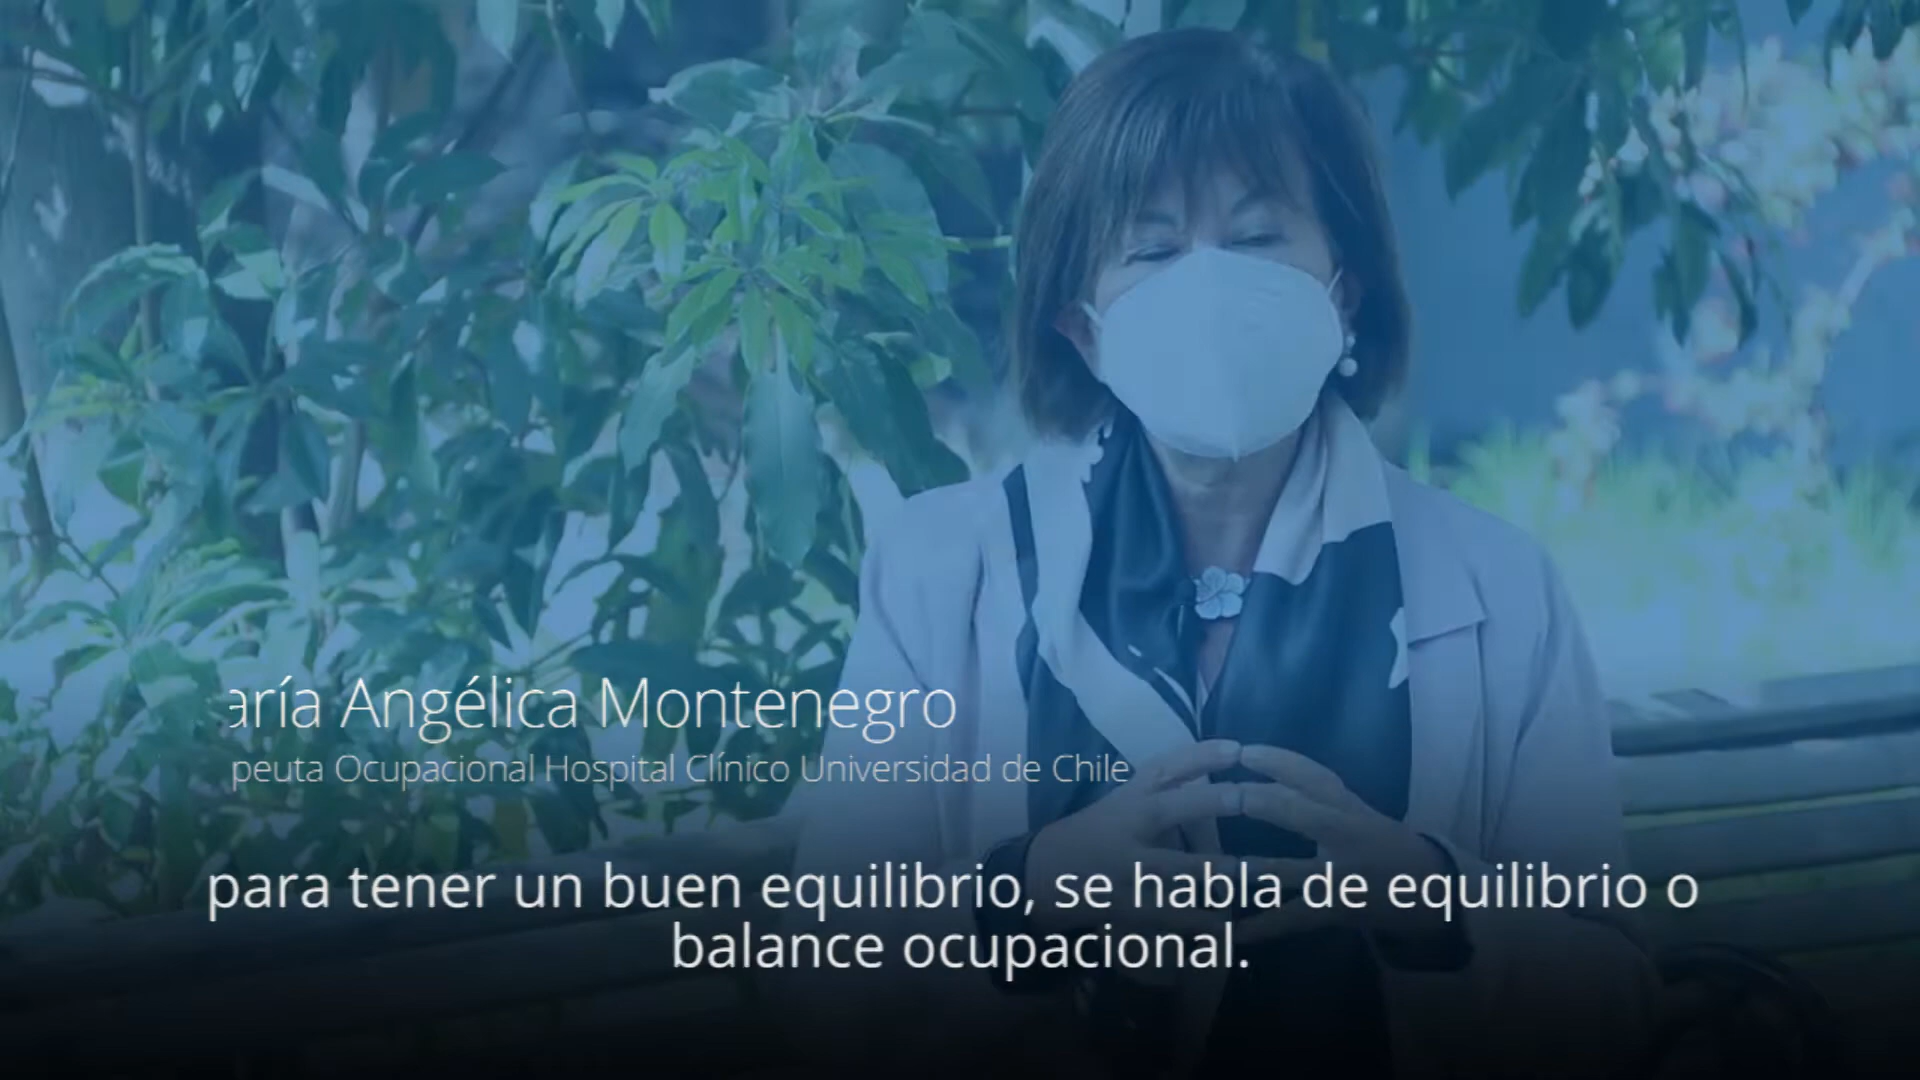 aría Angélica Montenegro
peuta Ocupacional Hospital Clínico Universidad de Chile
para tener un buen equilibrio, se habla de equilibrio o
balance ocupacional.